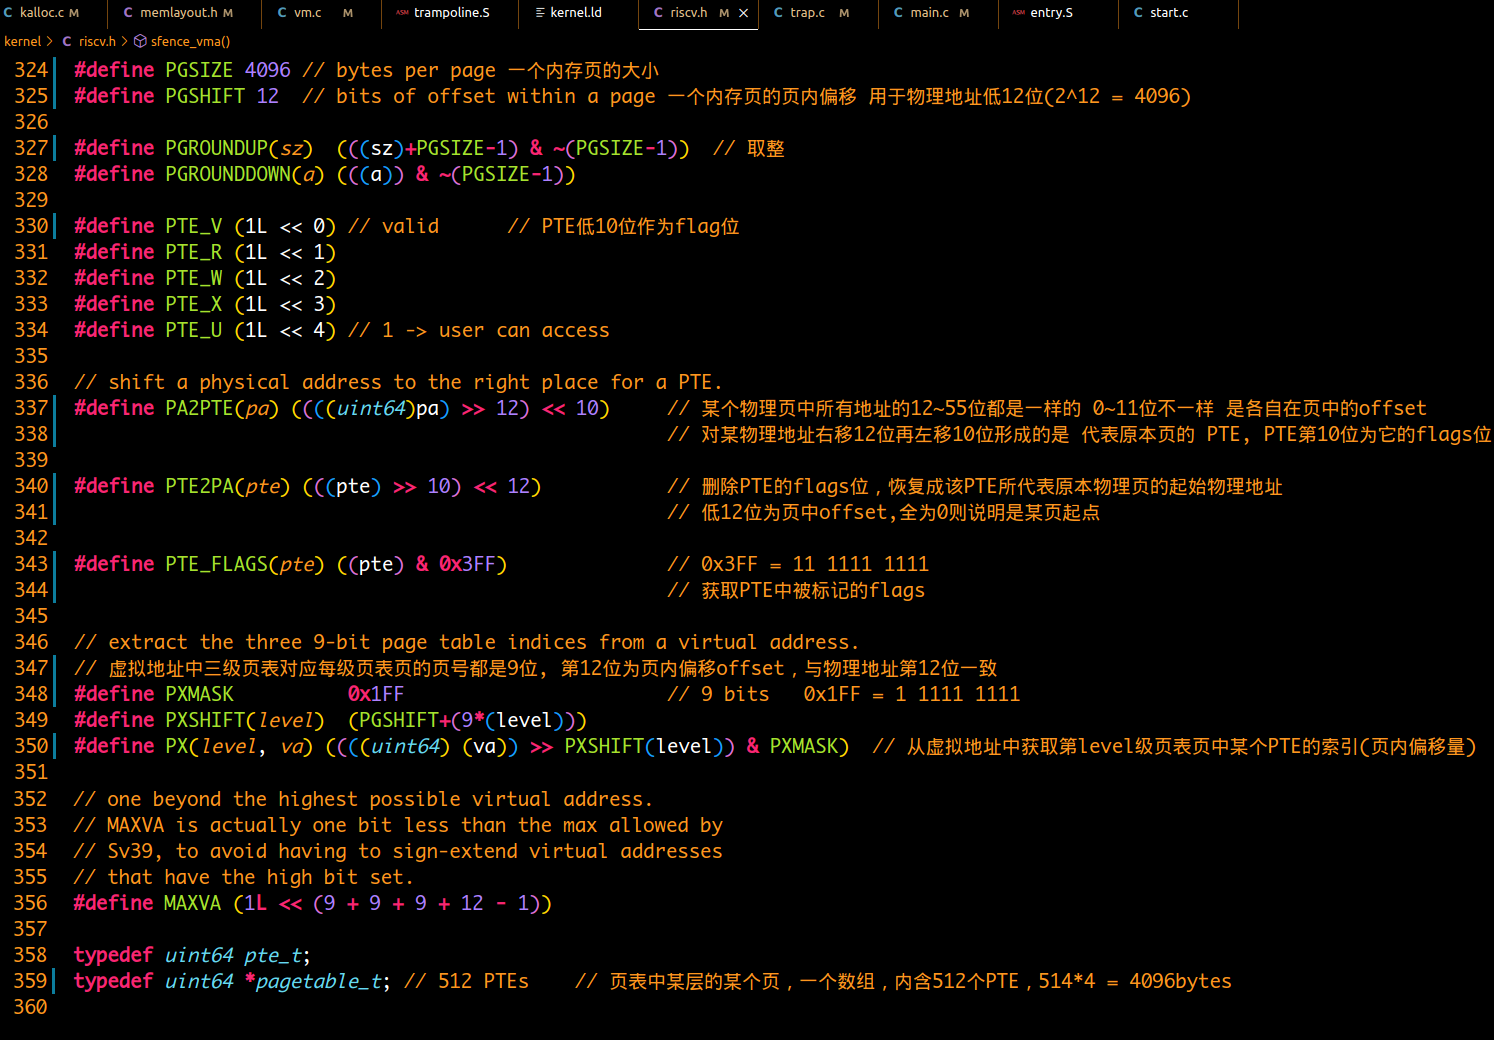 C kalloc.c M C memlayout.h M C vm.c M ASM trampoline.S kernel.ld C riscv.h M × C trap.c M C main.c M ASM entry.S C start.c
kernel > C riscv.h > sfence_vma()
324 #define PGSIZE 4096 // bytes per page 一个内存页的大小
325 #define PGSHIFT 12 // bits of offset within a page 一个内存页的页内偏移 用于物理地址低12位(2^12 = 4096)
326
327 #define PGROUNDUP(sz) (((sz)+PGSIZE-1) & ~(PGSIZE-1)) // 取整
328 #define PGROUNDDOWN(a) (((a)) & ~(PGSIZE-1))
329
330 #define PTE_V (1L << 0) // valid // PTE低10位作为flag位
331 #define PTE_R (1L << 1)
332 #define PTE_W (1L << 2)
333 #define PTE_X (1L << 3)
334 #define PTE_U (1L << 4) // 1 -> user can access
335
336 // shift a physical address to the right place for a PTE.
337 #define PA2PTE(pa) ((((uint64)pa) >> 12) << 10) // 某个物理页中所有地址的12~55位都是一样的 0~11位不一样 是各自在页中的offset
338 // 对某物理地址右移12位再左移10位形成的是 代表原本页的 PTE, PTE第10位为它的flags位
339
340 #define PTE2PA(pte) (((pte) >> 10) << 12) // 删除PTE的flags位，恢复成该PTE所代表原本物理页的起始物理地址
341 // 低12位为页中offset,全为0则说明是某页起点
342
343 #define PTE_FLAGS(pte) ((pte) & 0x3FF) // 0x3FF = 11 1111 1111
344 // 获取PTE中被标记的flags
345
346 // extract the three 9-bit page table indices from a virtual address.
347 // 虚拟地址中三级页表对应每级页表页的页号都是9位, 第12位为页内偏移offset，与物理地址第12位一致
348 #define PXMASK 0x1FF // 9 bits 0x1FF = 1 1111 1111
349 #define PXSHIFT(level) (PGSHIFT+(9*(level)))
350 #define PX(level, va) ((((uint64) (va)) >> PXSHIFT(level)) & PXMASK) // 从虚拟地址中获取第level级页表页中某个PTE的索引(页内偏移量)
351
352 // one beyond the highest possible virtual address.
353 // MAXVA is actually one bit less than the max allowed by
354 // Sv39, to avoid having to sign-extend virtual addresses
355 // that have the high bit set.
356 #define MAXVA (1L << (9 + 9 + 9 + 12 - 1))
357
358 typedef uint64 pte_t;
359 typedef uint64 *pagetable_t; // 512 PTEs // 页表中某层的某个页，一个数组，内含512个PTE，514*4 = 4096bytes
360